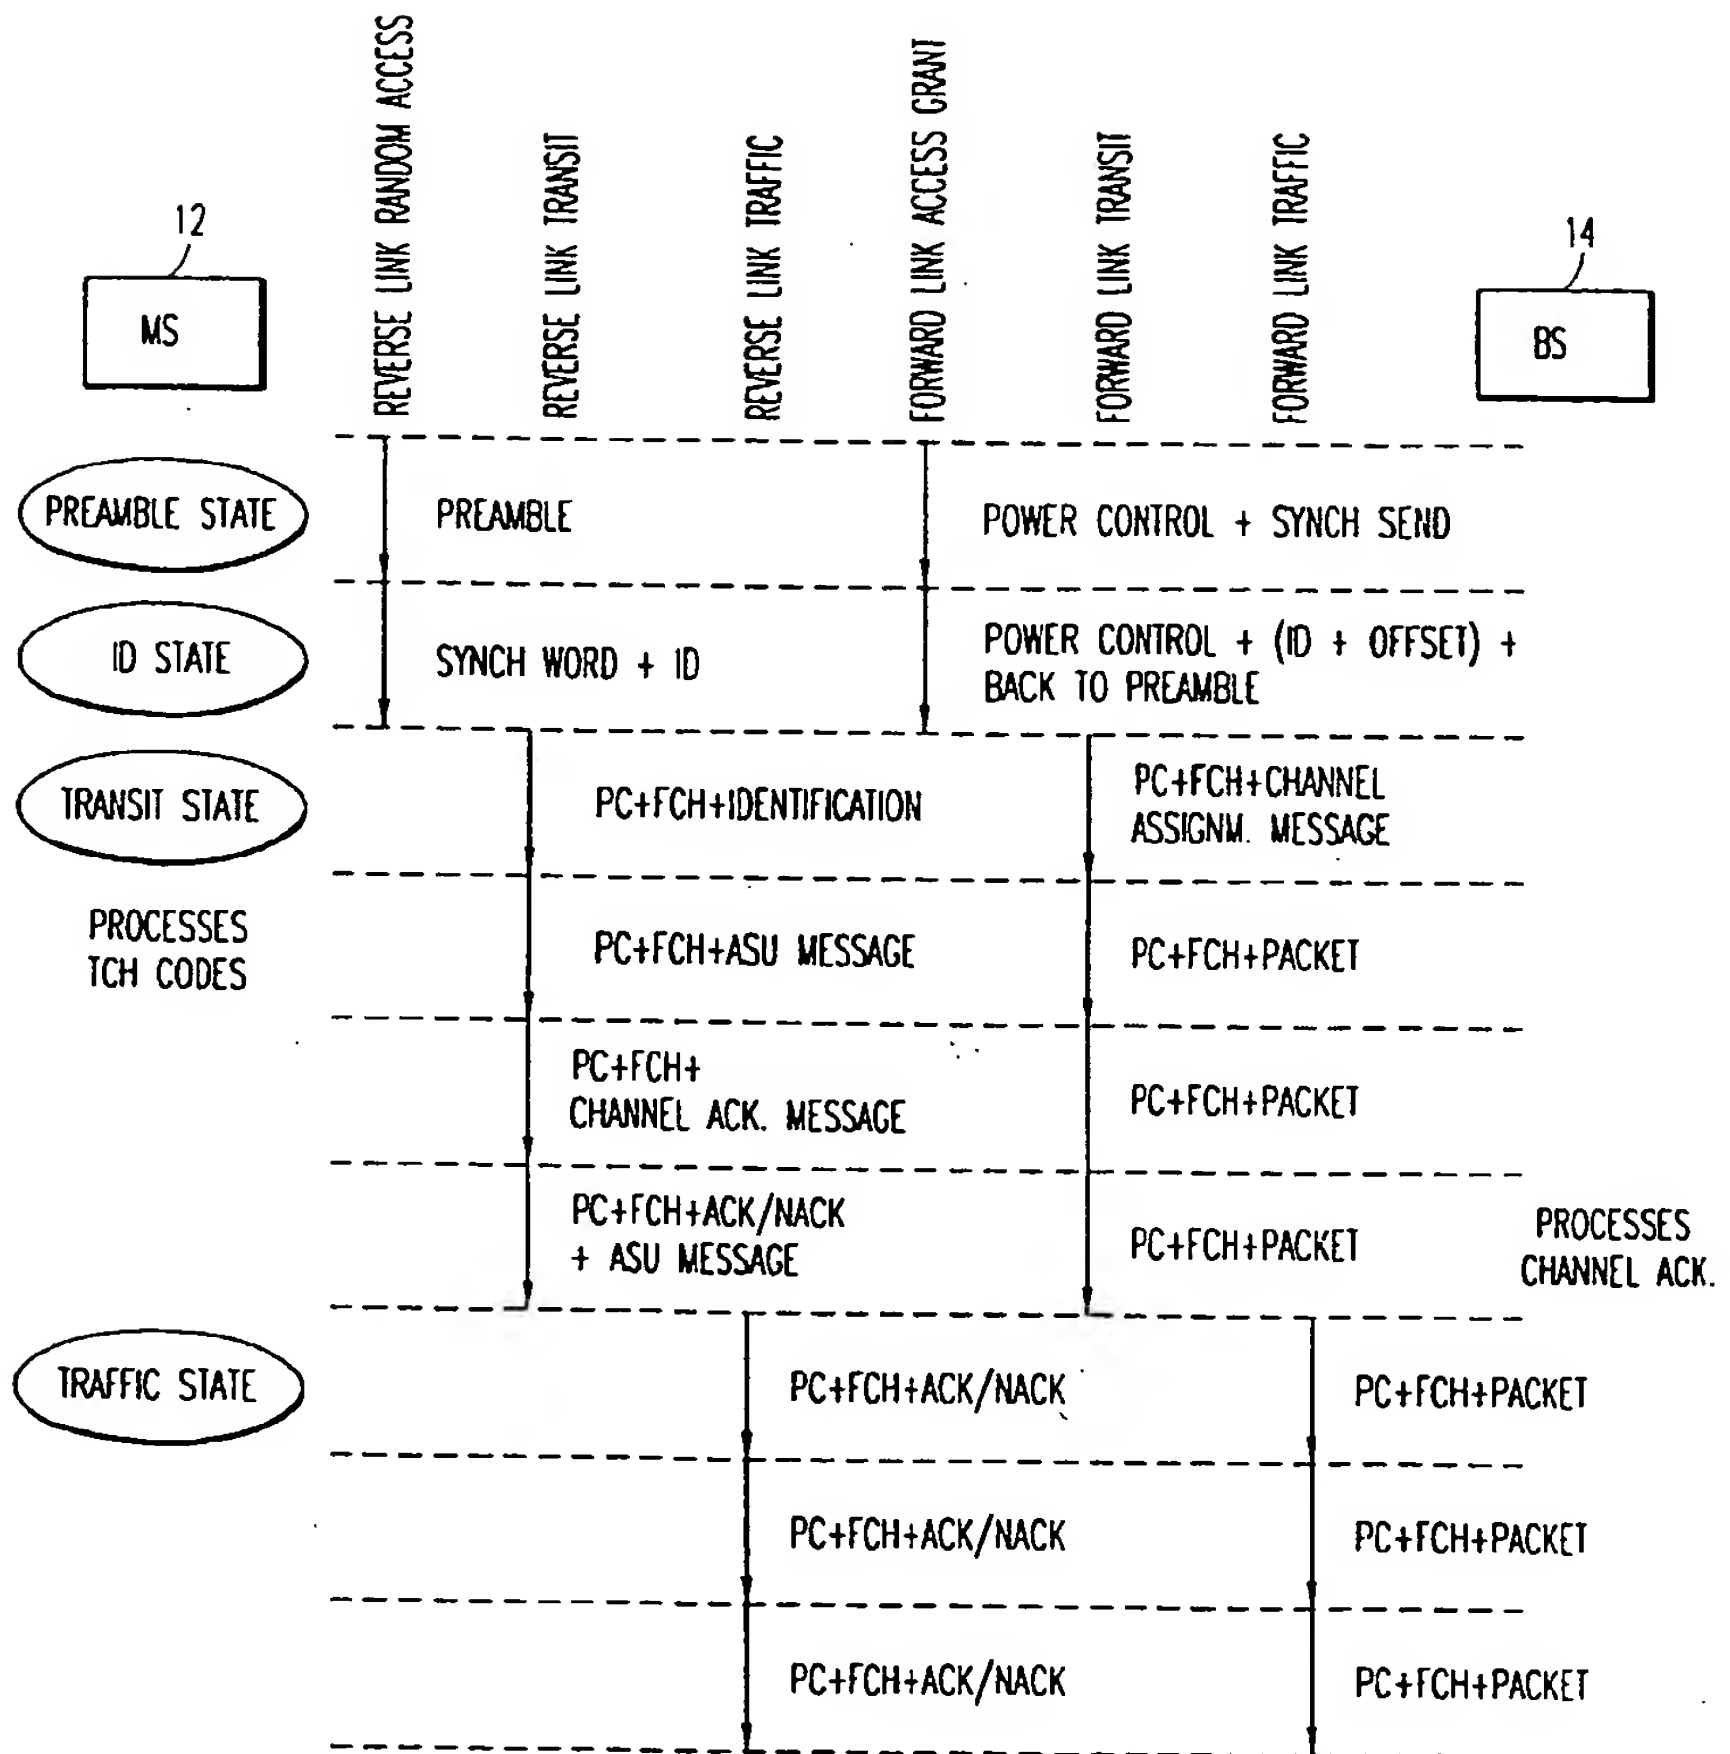 REVERSE LINK RANDOM ACCESS
REVERSE LINK TRANSIT
REVERSE LINK TRAFFIC
FORWARD LINK ACCESS GRANT
FORWARD LINK TRANSIT
FORWARD LINK TRAFFIC
12
MS
14
BS
PREAMBLE STATE
PREAMBLE
POWER CONTROL + SYNCH SEND
ID STATE
SYNCH WORD + ID
POWER CONTROL + (ID + OFFSET) +
BACK TO PREAMBLE
TRANSIT STATE
PC+FCH+IDENTIFICATION
PC+FCH+CHANNEL
ASSIGNM. MESSAGE
PROCESSES
TCH CODES
PC+FCH+ASU MESSAGE
PC+FCH+PACKET
PC+FCH+
CHANNEL ACK. MESSAGE
PC+FCH+PACKET
PC+FCH+ACK/NACK
+ ASU MESSAGE
PC+FCH+PACKET
PROCESSES
CHANNEL ACK.
TRAFFIC STATE
PC+FCH+ACK/NACK
PC+FCH+PACKET
PC+FCH+ACK/NACK
PC+FCH+PACKET
PC+FCH+ACK/NACK
PC+FCH+PACKET